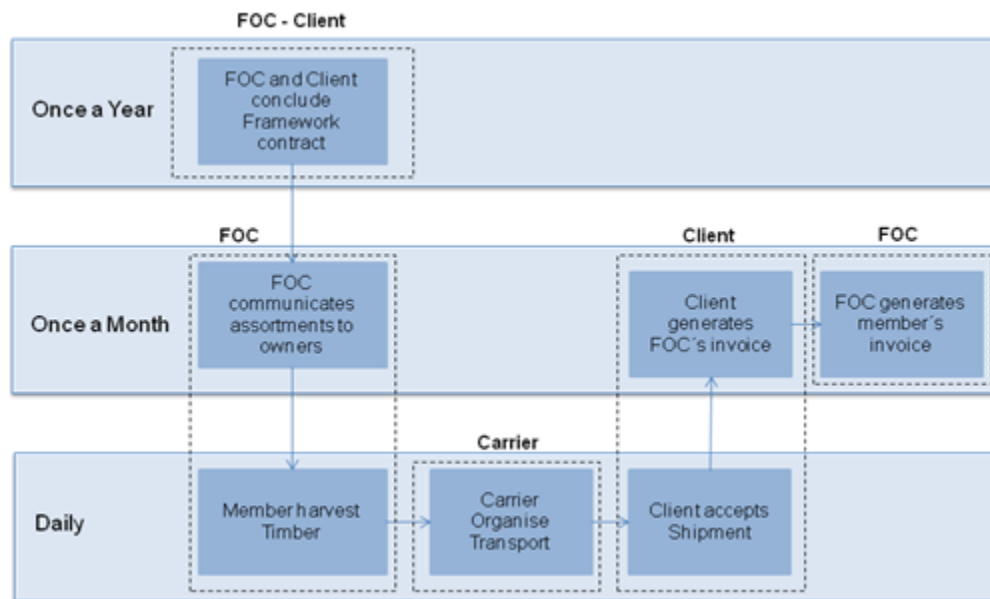 FOC - Client
Once a Year
FOC and Client
conclude
Framework
contract
FOC
Client
FOC
Once a Month
FOC
communicates
assortments to
owners
Client
generates
FOC´s invoice
FOC generates
member´s
invoice
Carrier
Daily
Member harvest
Timber
Carrier
Organise
Transport
Client accepts
Shipment